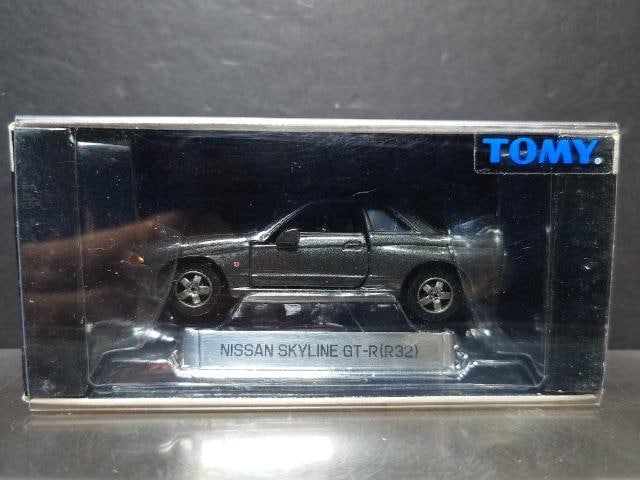 TOMY
NISSAN SKYLINE GT-R(R32)